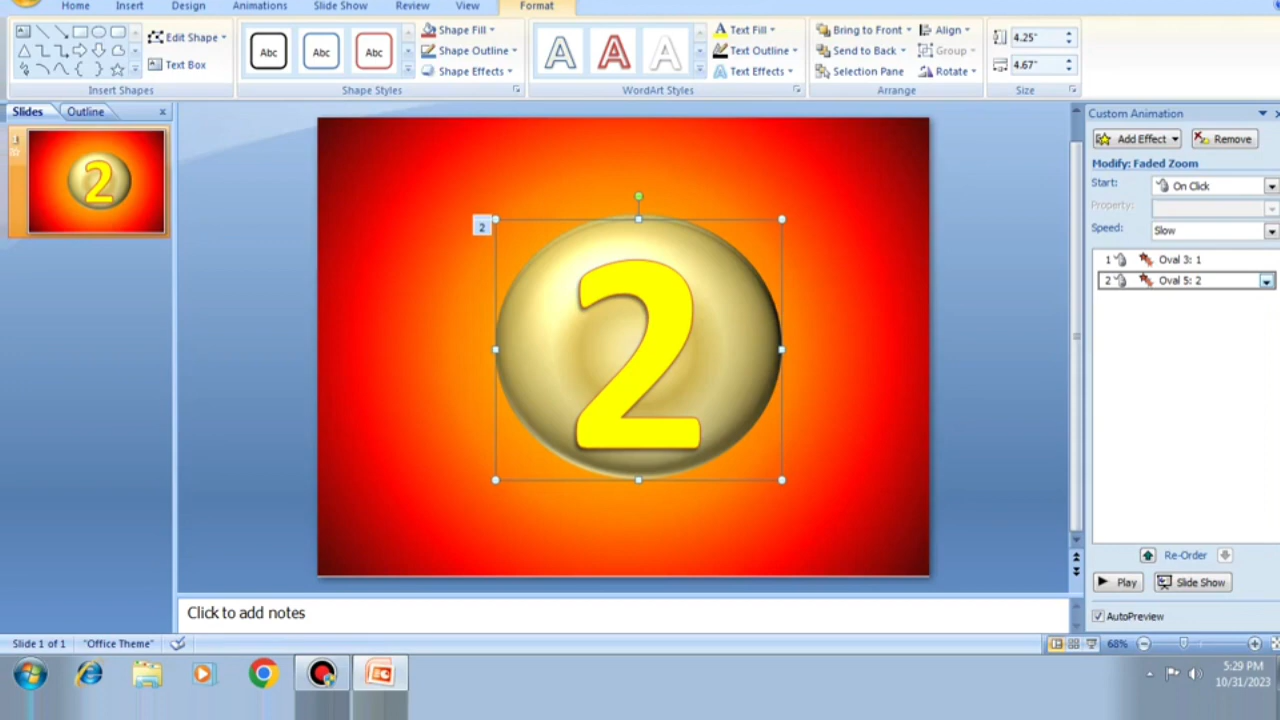 Home Insert Design Animations Slide Show Review View Format
Edit Shape
Text Box
Insert Shapes
Abc Abc Abc
Shape Fill
Shape Outline
Shape Effects
Shape Styles
A A A
Text Fill
Text Outline
Text Effects
WordArt Styles
Bring to Front
Send to Back
Selection Pane
Align
Group
Rotate
Arrange
4.25"
4.67"
Size
Slides Outline
1
2
2
2
Custom Animation
Add Effect Remove
Modify: Faded Zoom
Start: On Click
Property:
Speed: Slow
1 Oval 3: 1
2 Oval 5: 2
Re-Order
Play Slide Show
AutoPreview
Click to add notes
Slide 1 of 1 "Office Theme" 68%
5:29 PM
10/31/2023